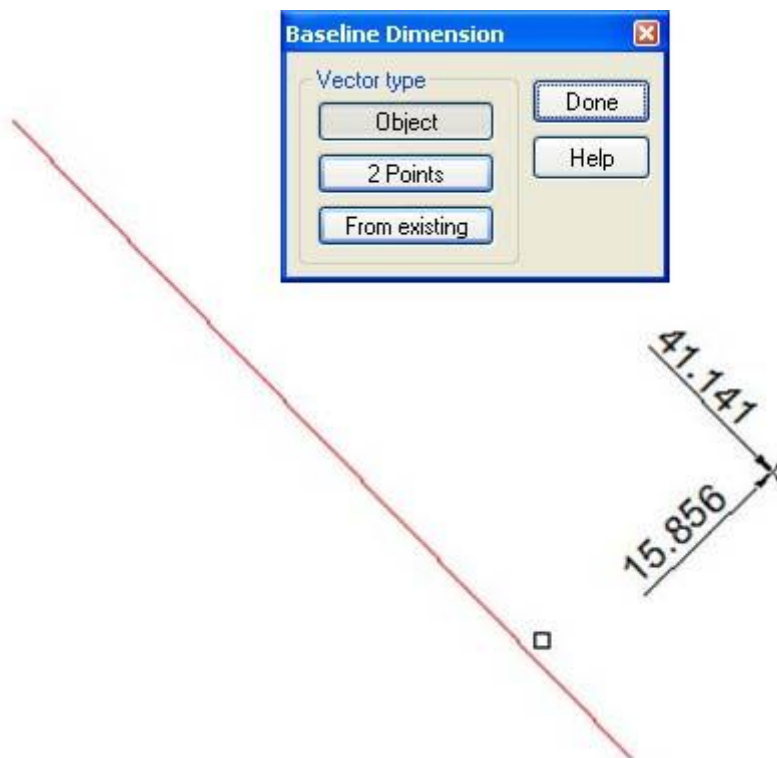 Baseline Dimension
Vector type
Object
2 Points
From existing
Done
Help
41.141
15.856